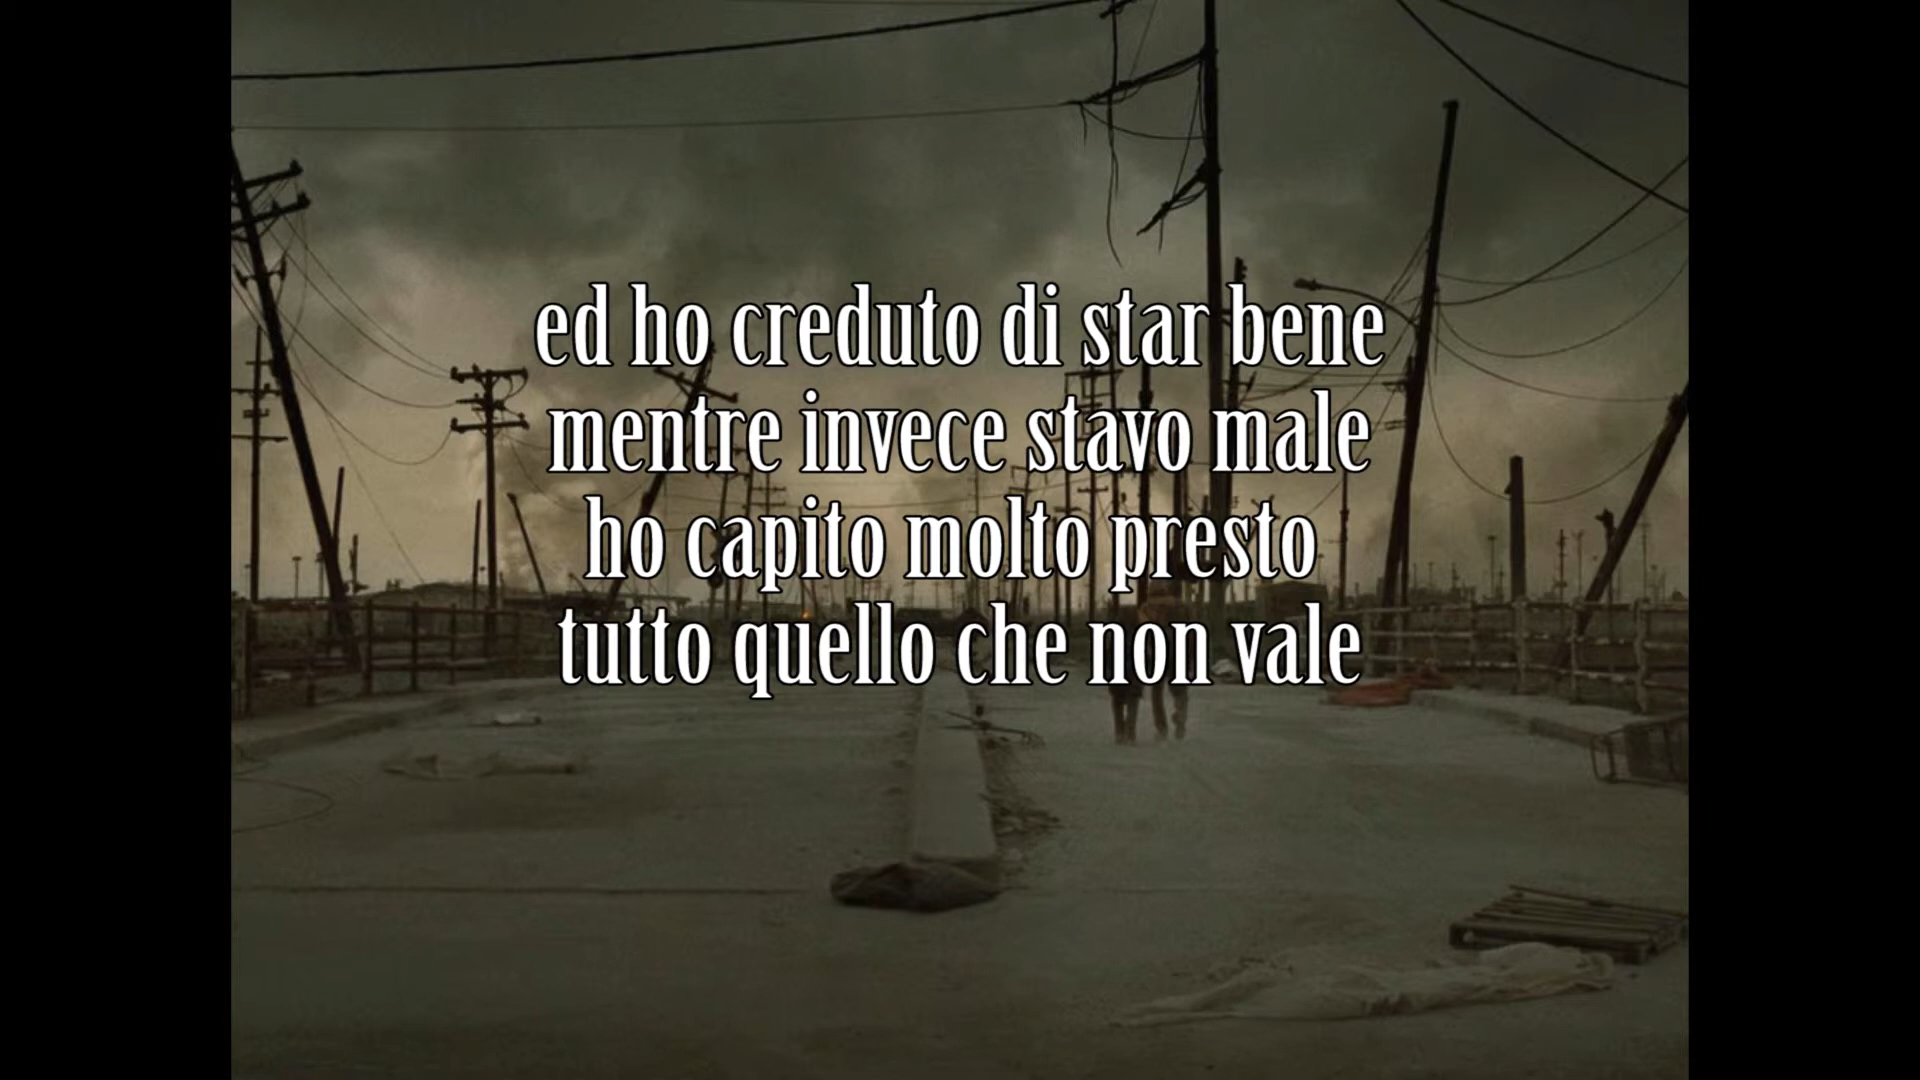 ed ho creduto di star bene
mentre invece stavo male
ho capito molto presto
tutto quello che non vale